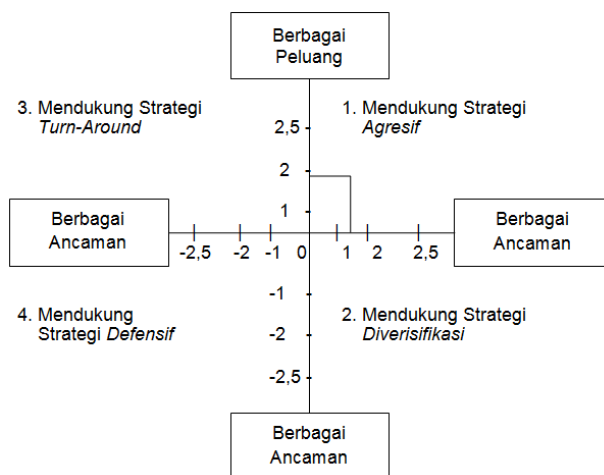 Berbagai
Peluang
3. Mendukung Strategi
Turn-Around
1. Mendukung Strategi
Agresif
2,5
2
1
Berbagai
Ancaman
Berbagai
Ancaman
-2,5 -2 -1 0 1 2 2,5
-1
4. Mendukung
Strategi Defensif
2. Mendukung Strategi
Diverisifikasi
-2
-2,5
Berbagai
Ancaman